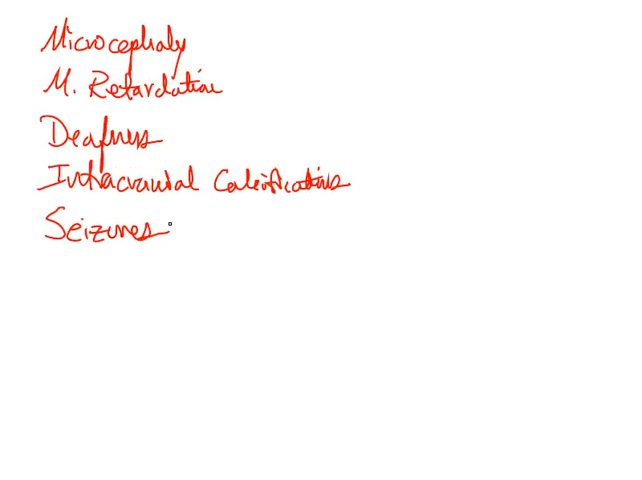 Microcephaly
M. Retardation
Deafness
Intracranial Calcifications
Seizures